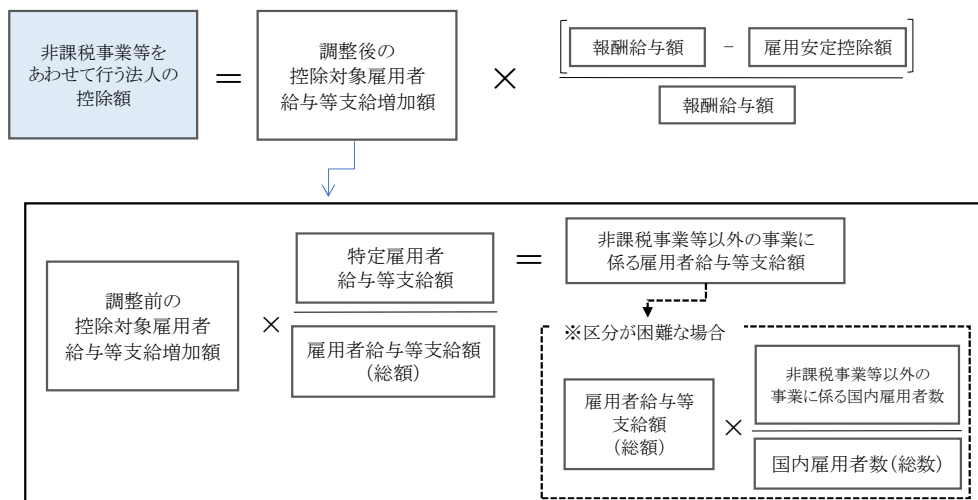 非課税事業等を
あわせて行う法人の
控除額
＝
調整後の
控除対象雇用者
給与等支給増加額
×
報酬給与額 － 雇用安定控除額
報酬給与額
調整前の
控除対象雇用者
給与等支給増加額
×
特定雇用者
給与等支給額
雇用者給与等支給額
（総額）
＝
非課税事業等以外の事業に
係る雇用者給与等支給額
※区分が困難な場合
雇用者給与等
支給額
（総額）
×
非課税事業等以外の
事業に係る国内雇用者数
国内雇用者数（総数）